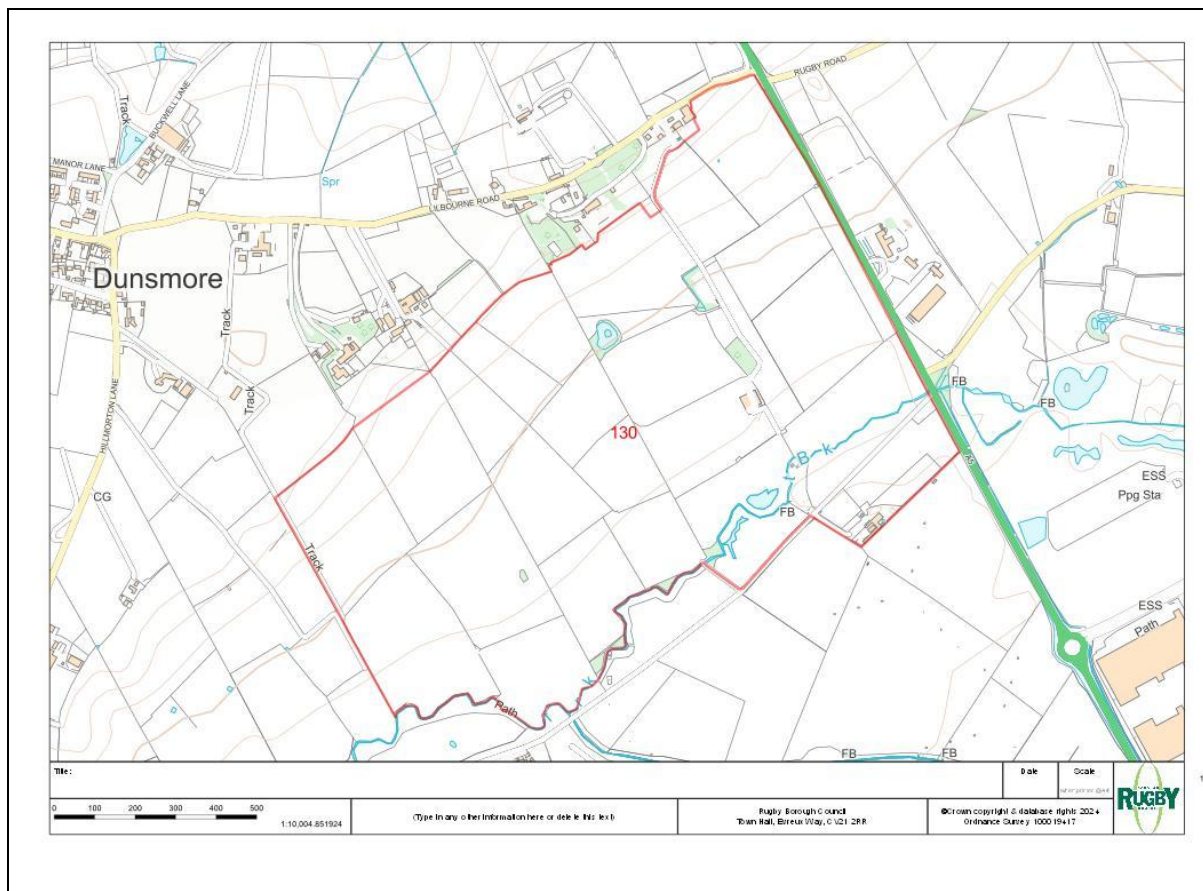 RUGBY ROAD
Track
BUCKWELL LANE
MANOR LANE
Spr
ILBOURNE ROAD
Dunsmore
Track
Track
HILLMORTON LANE
FB
FB
130
B k
A5
CG
ESS
Ppg Sta
FB
Track
ESS
Path
Path
k
FB
FB
Title:
Date
Scale
0 100 200 300 400 500
1:10,004.851924
(Type in any other information here or delete this text)
Rugby Borough Council
Town Hall, Evreux Way, CV21 2RR
©Crown copyright & database rights 2024
Ordnance Survey 100019417
RUGBY
1